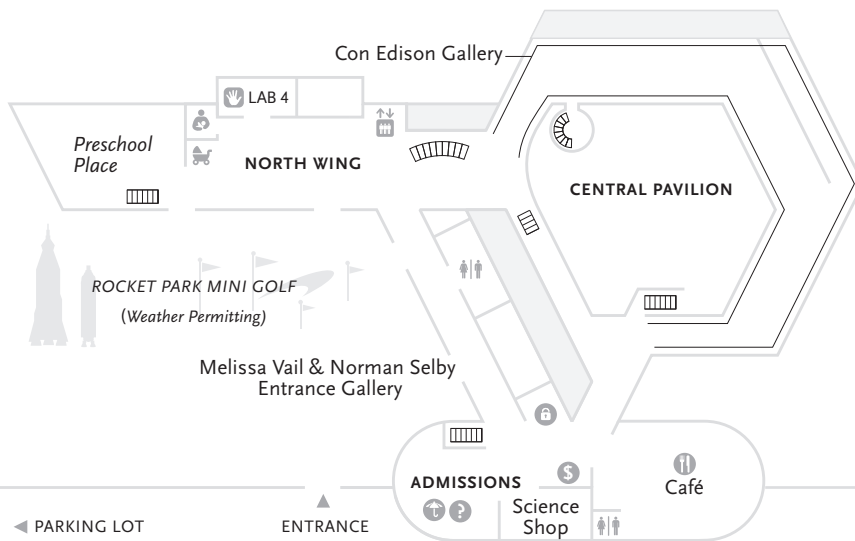 Con Edison Gallery
LAB 4
Preschool
Place
NORTH WING
CENTRAL PAVILION
ROCKET PARK MINI GOLF
(Weather Permitting)
Melissa Vail & Norman Selby
Entrance Gallery
$
ADMISSIONS
Café
?
Science
Shop
PARKING LOT
ENTRANCE